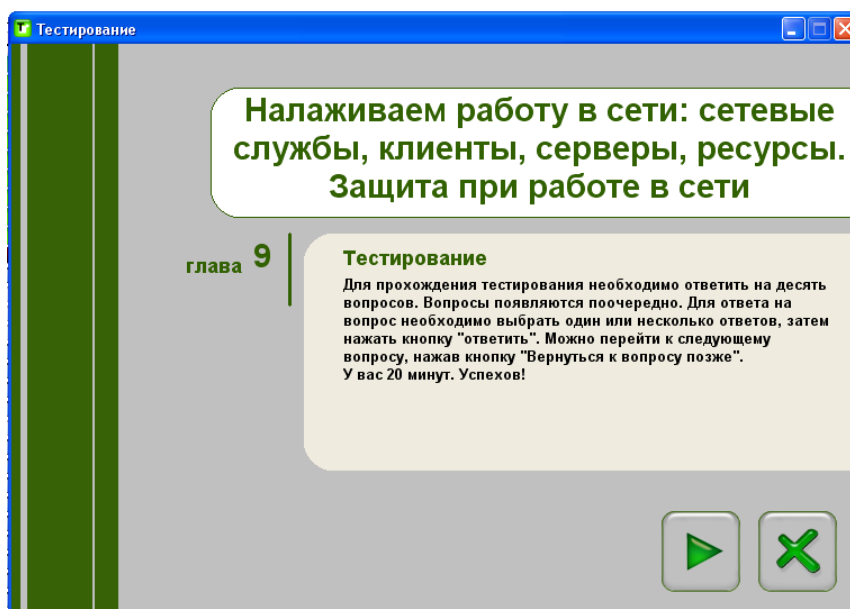 Тестирование
Налаживаем работу в сети: сетевые
службы, клиенты, серверы, ресурсы.
Защита при работе в сети
глава 9
Тестирование
Для прохождения тестирования необходимо ответить на десять
вопросов. Вопросы появляются поочередно. Для ответа на
вопрос необходимо выбрать один или несколько ответов, затем
нажать кнопку "ответить". Можно перейти к следующему
вопросу, нажав кнопку "Вернуться к вопросу позже".
У вас 20 минут. Успехов!